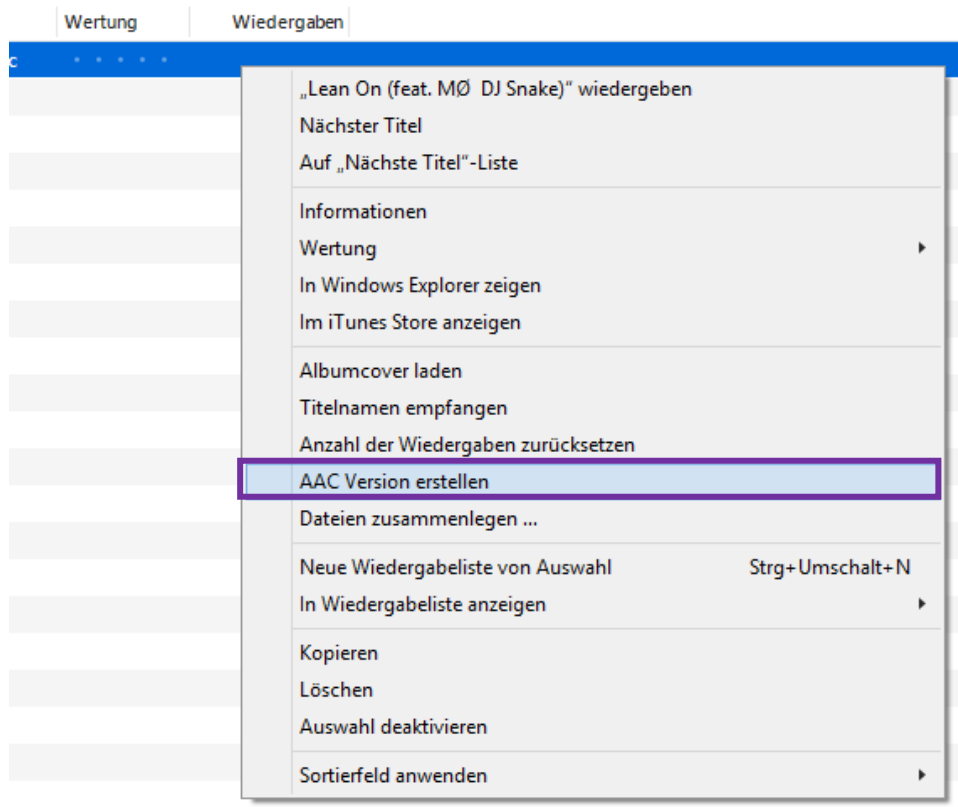 Wertung Wiedergaben
c
„Lean On (feat. MØ  DJ Snake)“ wiedergeben
Nächster Titel
Auf „Nächste Titel“-Liste
Informationen
Wertung
In Windows Explorer zeigen
Im iTunes Store anzeigen
Albumcover laden
Titelnamen empfangen
Anzahl der Wiedergaben zurücksetzen
AAC Version erstellen
Dateien zusammenlegen ...
Neue Wiedergabeliste von Auswahl Strg+Umschalt+N
In Wiedergabeliste anzeigen
Kopieren
Löschen
Auswahl deaktivieren
Sortierfeld anwenden